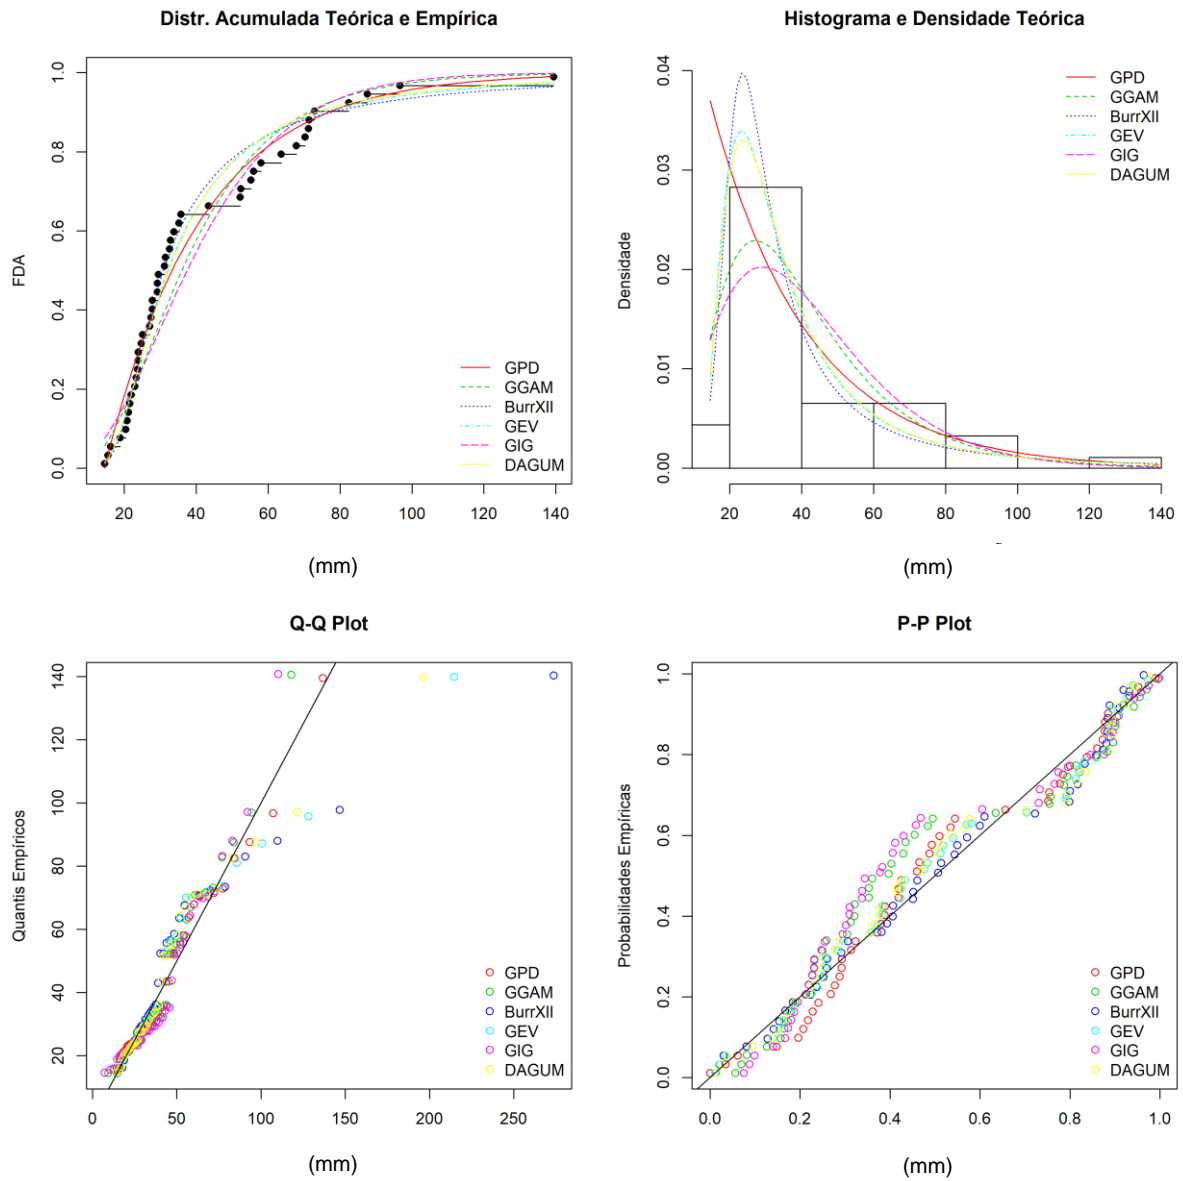 Distr. Acumulada Teórica e Empírica
FDA
1.0
0.8
0.6
0.4
0.2
0.0
GPD
GGAM
BurrXII
GEV
GIG
DAGUM
20 40 60 80 100 120 140
(mm)
Histograma e Densidade Teórica
Densidade
0.04
0.03
0.02
0.01
0.00
GPD
GGAM
BurrXII
GEV
GIG
DAGUM
20 40 60 80 100 120 140
(mm)
Q-Q Plot
Quantis Empíricos
140
120
100
80
60
40
20
GPD
GGAM
BurrXII
GEV
GIG
DAGUM
0 50 100 150 200 250
(mm)
P-P Plot
Probabilidades Empíricas
1.0
0.8
0.6
0.4
0.2
0.0
GPD
GGAM
BurrXII
GEV
GIG
DAGUM
0.0 0.2 0.4 0.6 0.8 1.0
(mm)